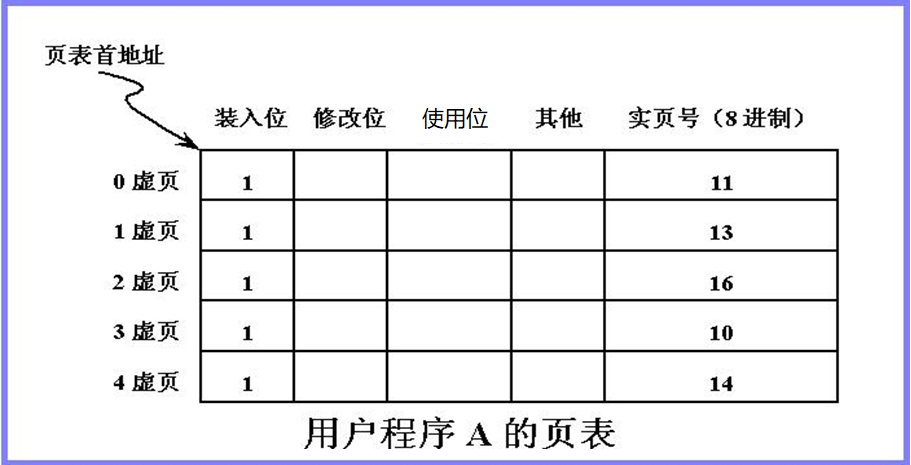 页表首地址
装入位 修改位 使用位 其他 实页号（8进制）
0虚页 1 11
1虚页 1 13
2虚页 1 16
3虚页 1 10
4虚页 1 14
用户程序A的页表